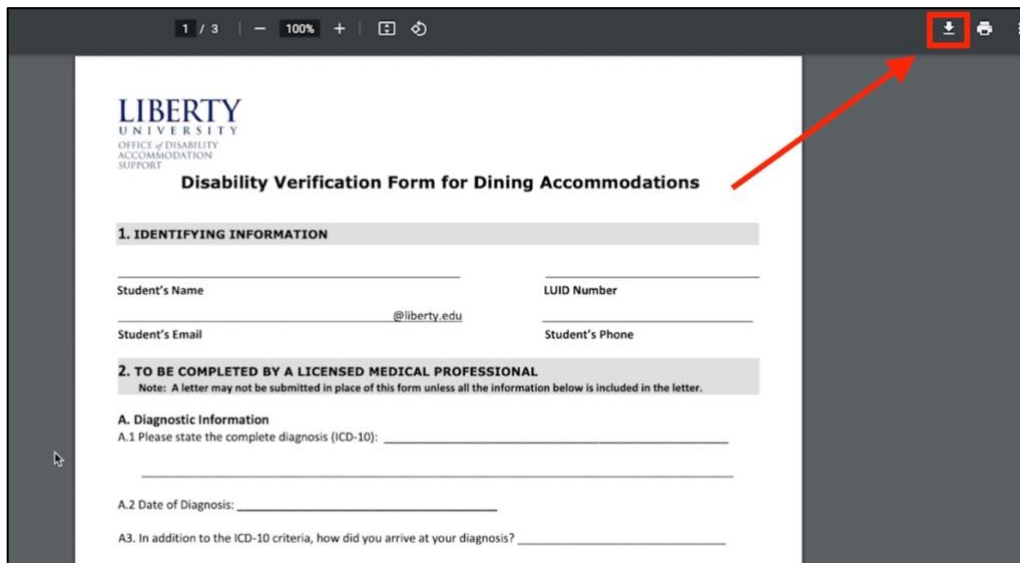 1 / 3 | − 100% + |
LIBERTY
UNIVERSITY
OFFICE of DISABILITY
ACCOMMODATION
SUPPORT
Disability Verification Form for Dining Accommodations
1. IDENTIFYING INFORMATION
Student's Name LUID Number
@liberty.edu
Student's Email Student's Phone
2. TO BE COMPLETED BY A LICENSED MEDICAL PROFESSIONAL
Note: A letter may not be submitted in place of this form unless all the information below is included in the letter.
A. Diagnostic Information
A.1 Please state the complete diagnosis (ICD-10):
A.2 Date of Diagnosis:
A3. In addition to the ICD-10 criteria, how did you arrive at your diagnosis?